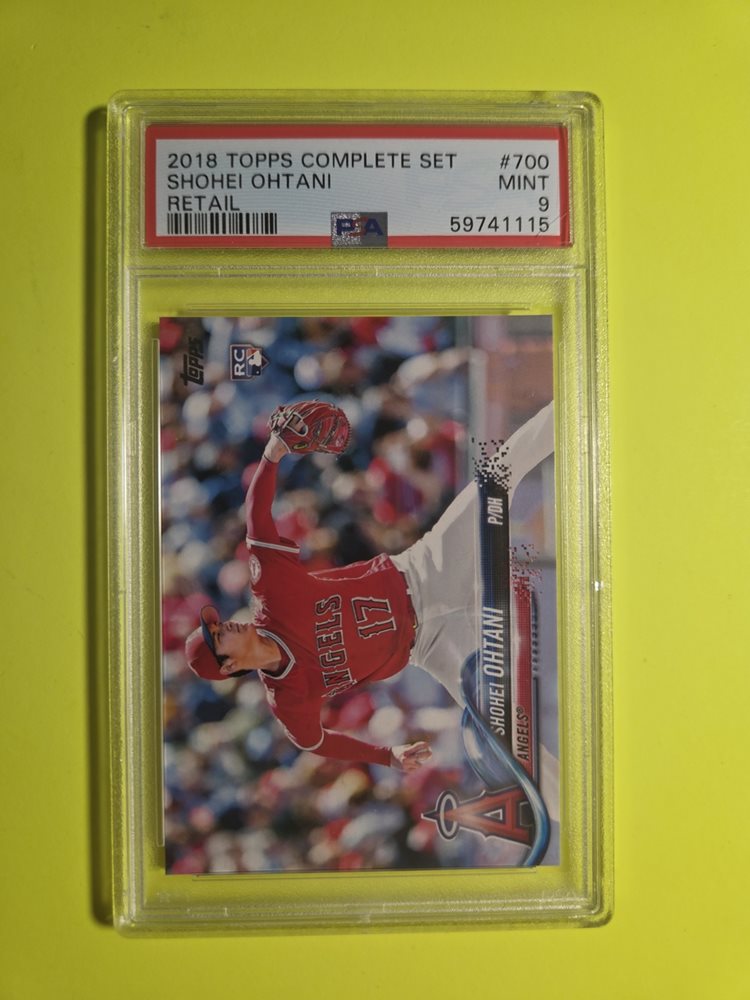 2018 TOPPS COMPLETE SET #700
SHOHEI OHTANI MINT
RETAIL 9
PSA 59741115
TOPPS
RC
ANGELS
17
SHOHEI OHTANI P/DH
ANGELS®
A